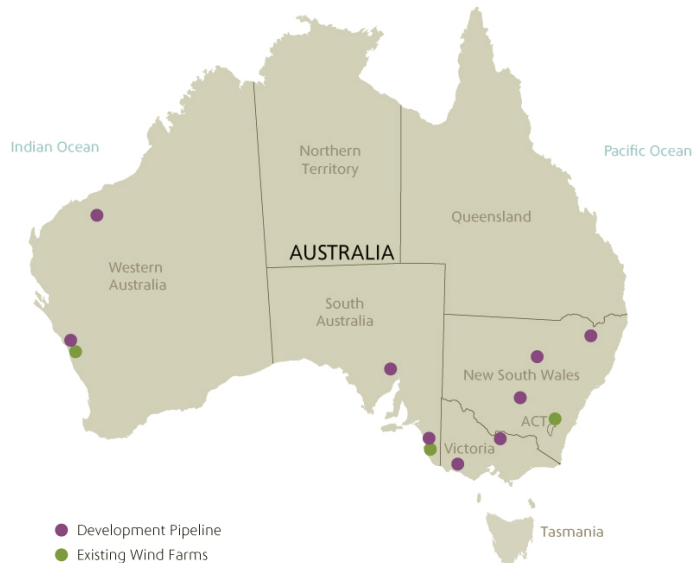 Indian Ocean
Pacific Ocean
Northern
Territory
Queensland
AUSTRALIA
Western
Australia
South
Australia
New South Wales
ACT
Victoria
Development Pipeline
Tasmania
Existing Wind Farms